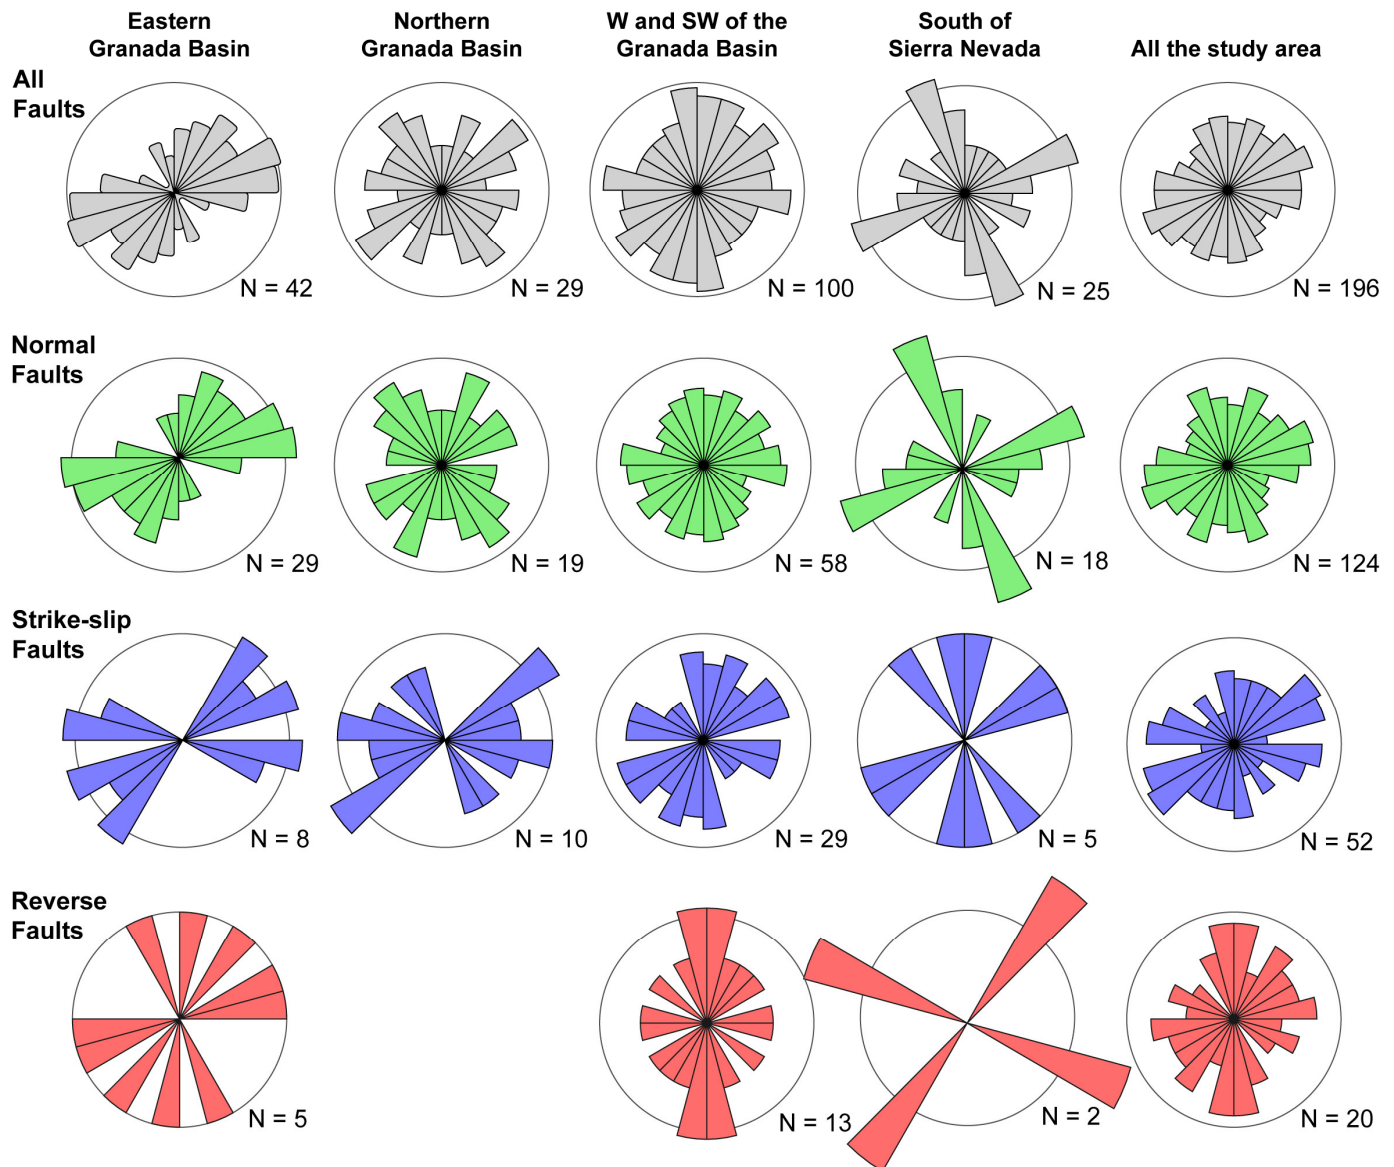 Eastern
Granada Basin
Northern
Granada Basin
W and SW of the
Granada Basin
South of
Sierra Nevada
All the study area
All
Faults
N = 42
N = 29
N = 100
N = 25
N = 196
Normal
Faults
N = 29
N = 19
N = 58
N = 18
N = 124
Strike-slip
Faults
N = 8
N = 10
N = 29
N = 5
N = 52
Reverse
Faults
N = 5
N = 13
N = 2
N = 20